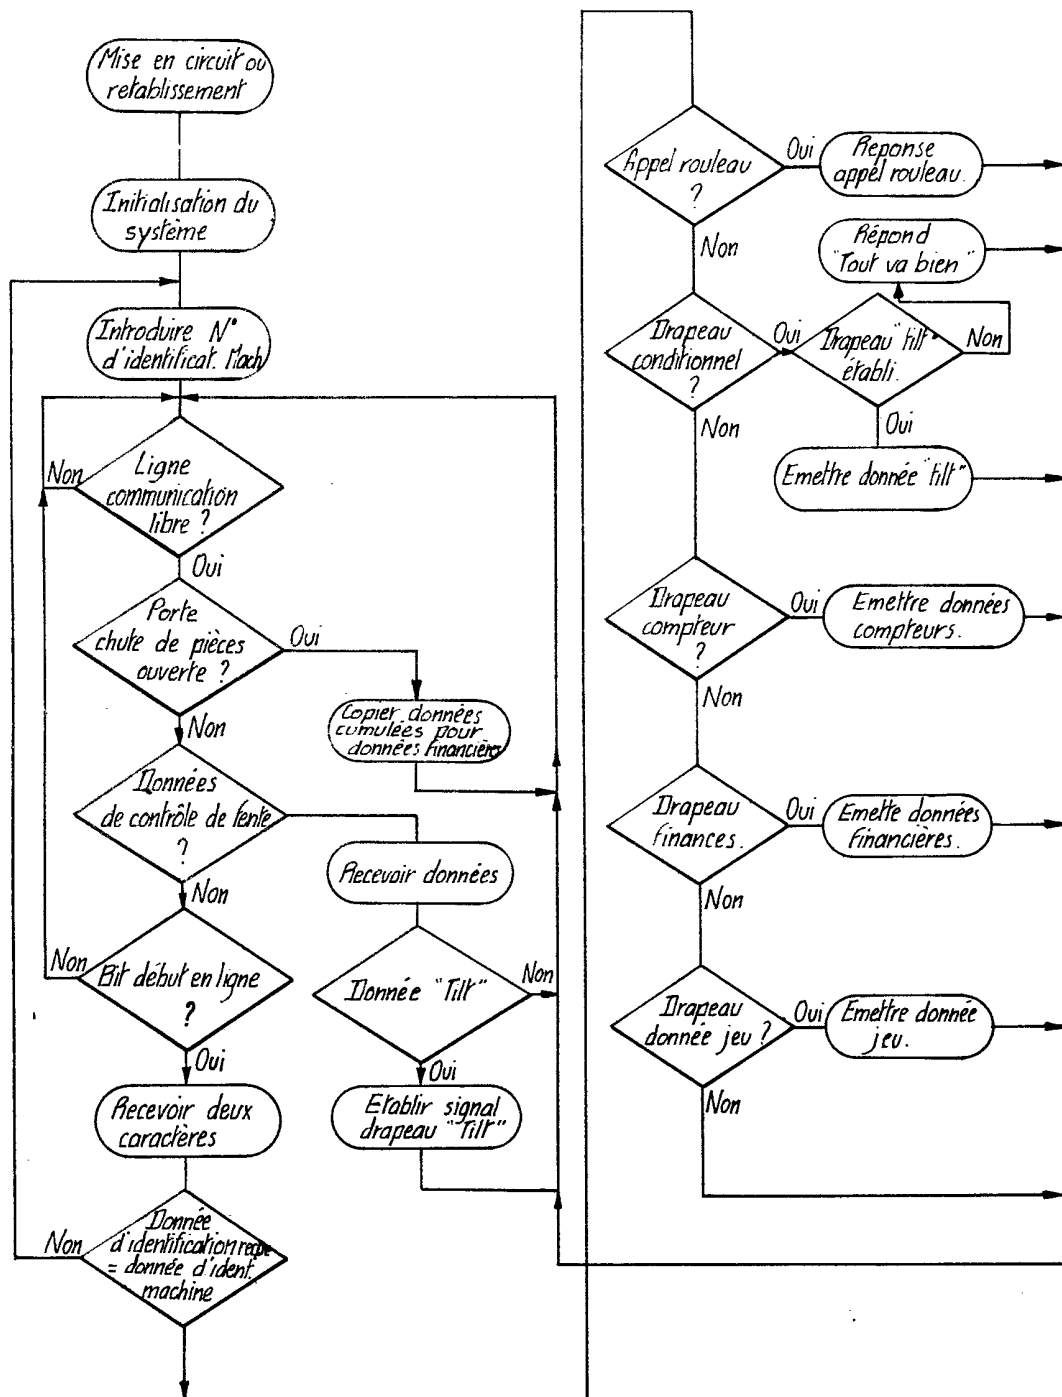 Mise en circuit ou
retablissement
Initialisation du
système
Introduire N°
d'identificat. Mach
Ligne
communication
libre ?
Non
Oui
Porte
chute de pièces
ouverte ?
Oui
Non
Copier données
cumulées pour
données financières
Données
de contrôle de fente
?
Non
Recevoir données
Bit début en ligne
?
Non
Oui
Donnée "Tilt"
Non
Oui
Recevoir deux
caractères
Etablir signal
drapeau "Tilt"
Donnée
d'identification reçue
= donnée d'ident.
machine
Non
Appel rouleau
?
Oui
Non
Réponse
appel rouleau.
Répond
"Tout va bien"
Drapeau
conditionnel
?
Oui
Non
Drapeau "tilt"
établi.
Non
Oui
Emettre donnée "tilt"
Drapeau
compteur
?
Oui
Non
Emettre données
compteurs.
Drapeau
finances.
Oui
Non
Emette données
financières.
Drapeau
donnée jeu ?
Oui
Non
Emettre donnée
jeu.